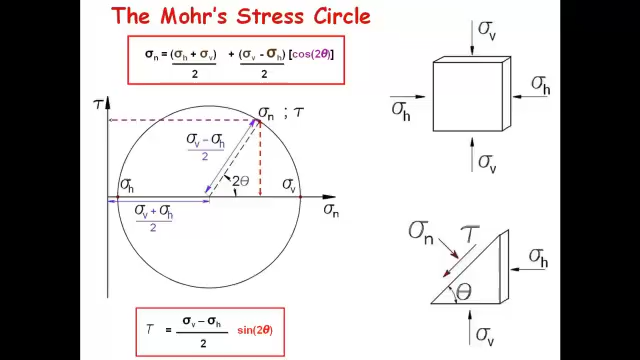 The Mohr's Stress Circle
σn = (σh + σv) + (σv - σh) [cos(2θ)]
2 2
τ
σn ; τ
σv – σh
2
2θ
σh
σv
σn
σv + σh
2
T = σv – σh sin(2θ)
2
σv
σh
σh
σv
σn
τ
σh
θ
σv